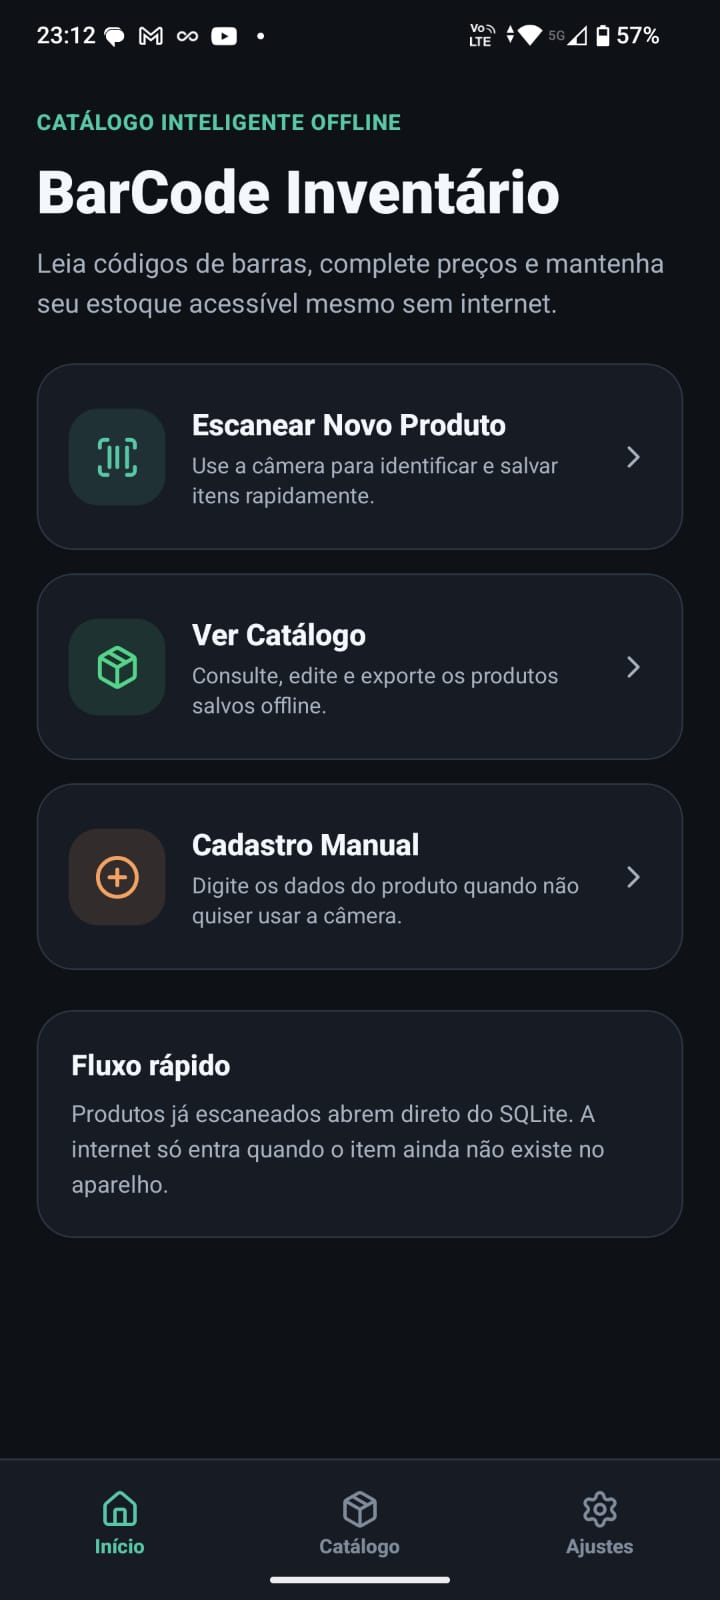 23:12
Vo LTE 5G 57%
CATÁLOGO INTELIGENTE OFFLINE
BarCode Inventário
Leia códigos de barras, complete preços e mantenha
seu estoque acessível mesmo sem internet.
Escanear Novo Produto
Use a câmera para identificar e salvar
itens rapidamente.
Ver Catálogo
Consulte, edite e exporte os produtos
salvos offline.
Cadastro Manual
Digite os dados do produto quando não
quiser usar a câmera.
Fluxo rápido
Produtos já escaneados abrem direto do SQLite. A
internet só entra quando o item ainda não existe no
aparelho.
Início
Catálogo
Ajustes